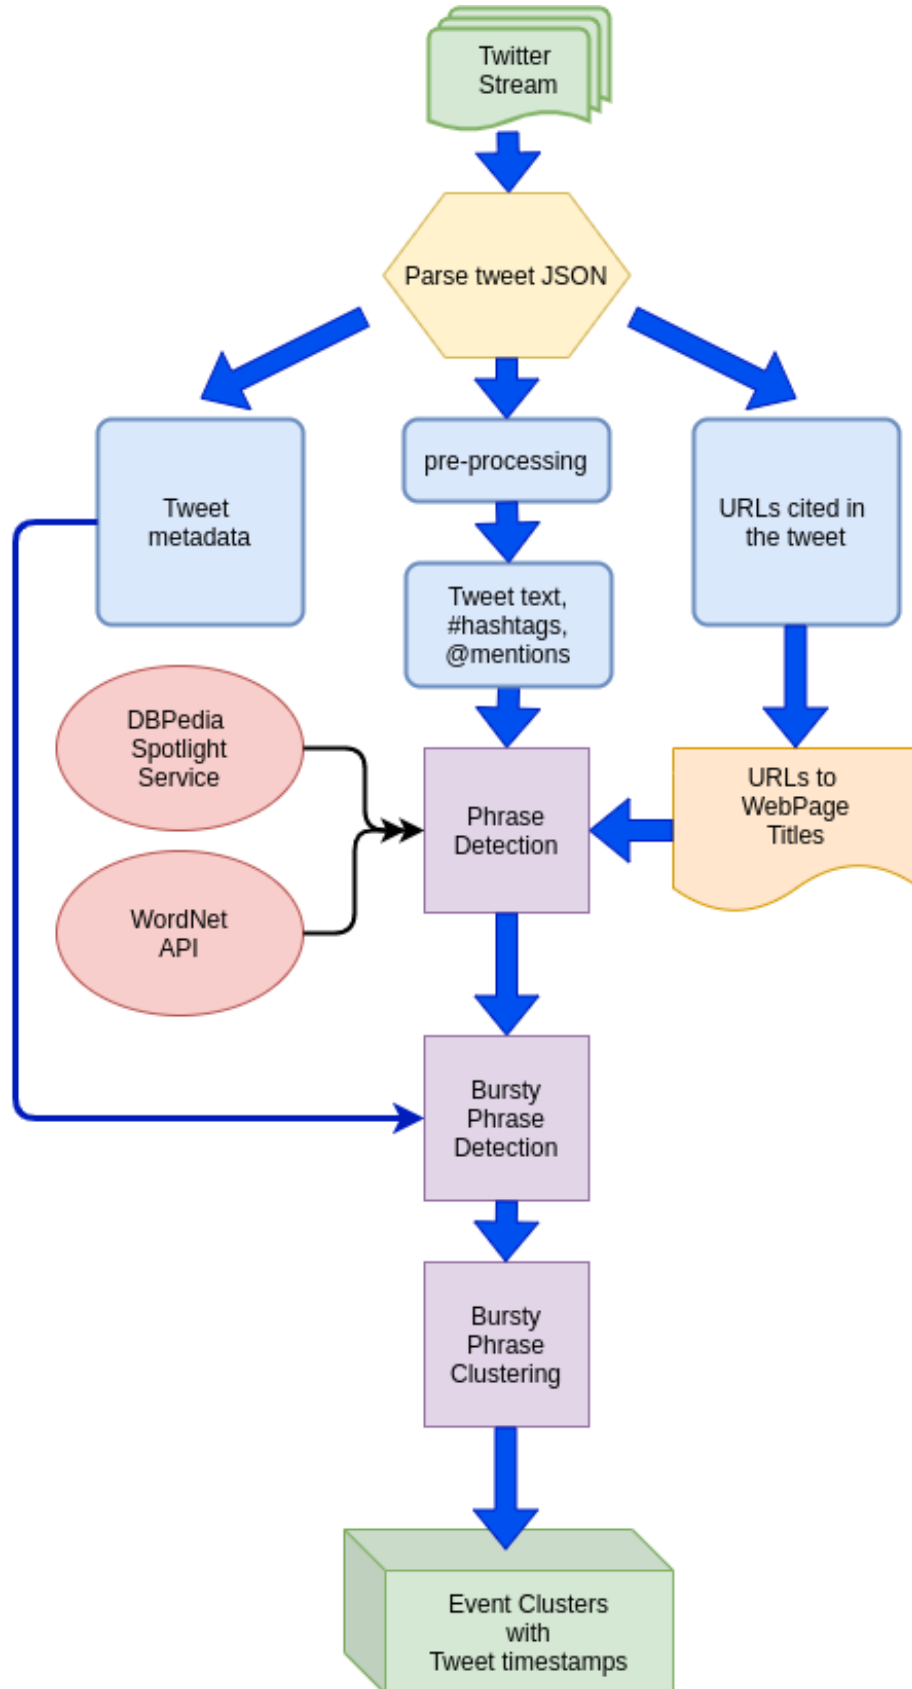 Twitter
Stream
Parse tweet JSON
Tweet
metadata
pre-processing
URLs cited in
the tweet
Tweet text,
#hashtags,
@mentions
DBPedia
Spotlight
Service
Phrase
Detection
URLs to
WebPage
Titles
WordNet
API
Bursty
Phrase
Detection
Bursty
Phrase
Clustering
Event Clusters
with
Tweet timestamps